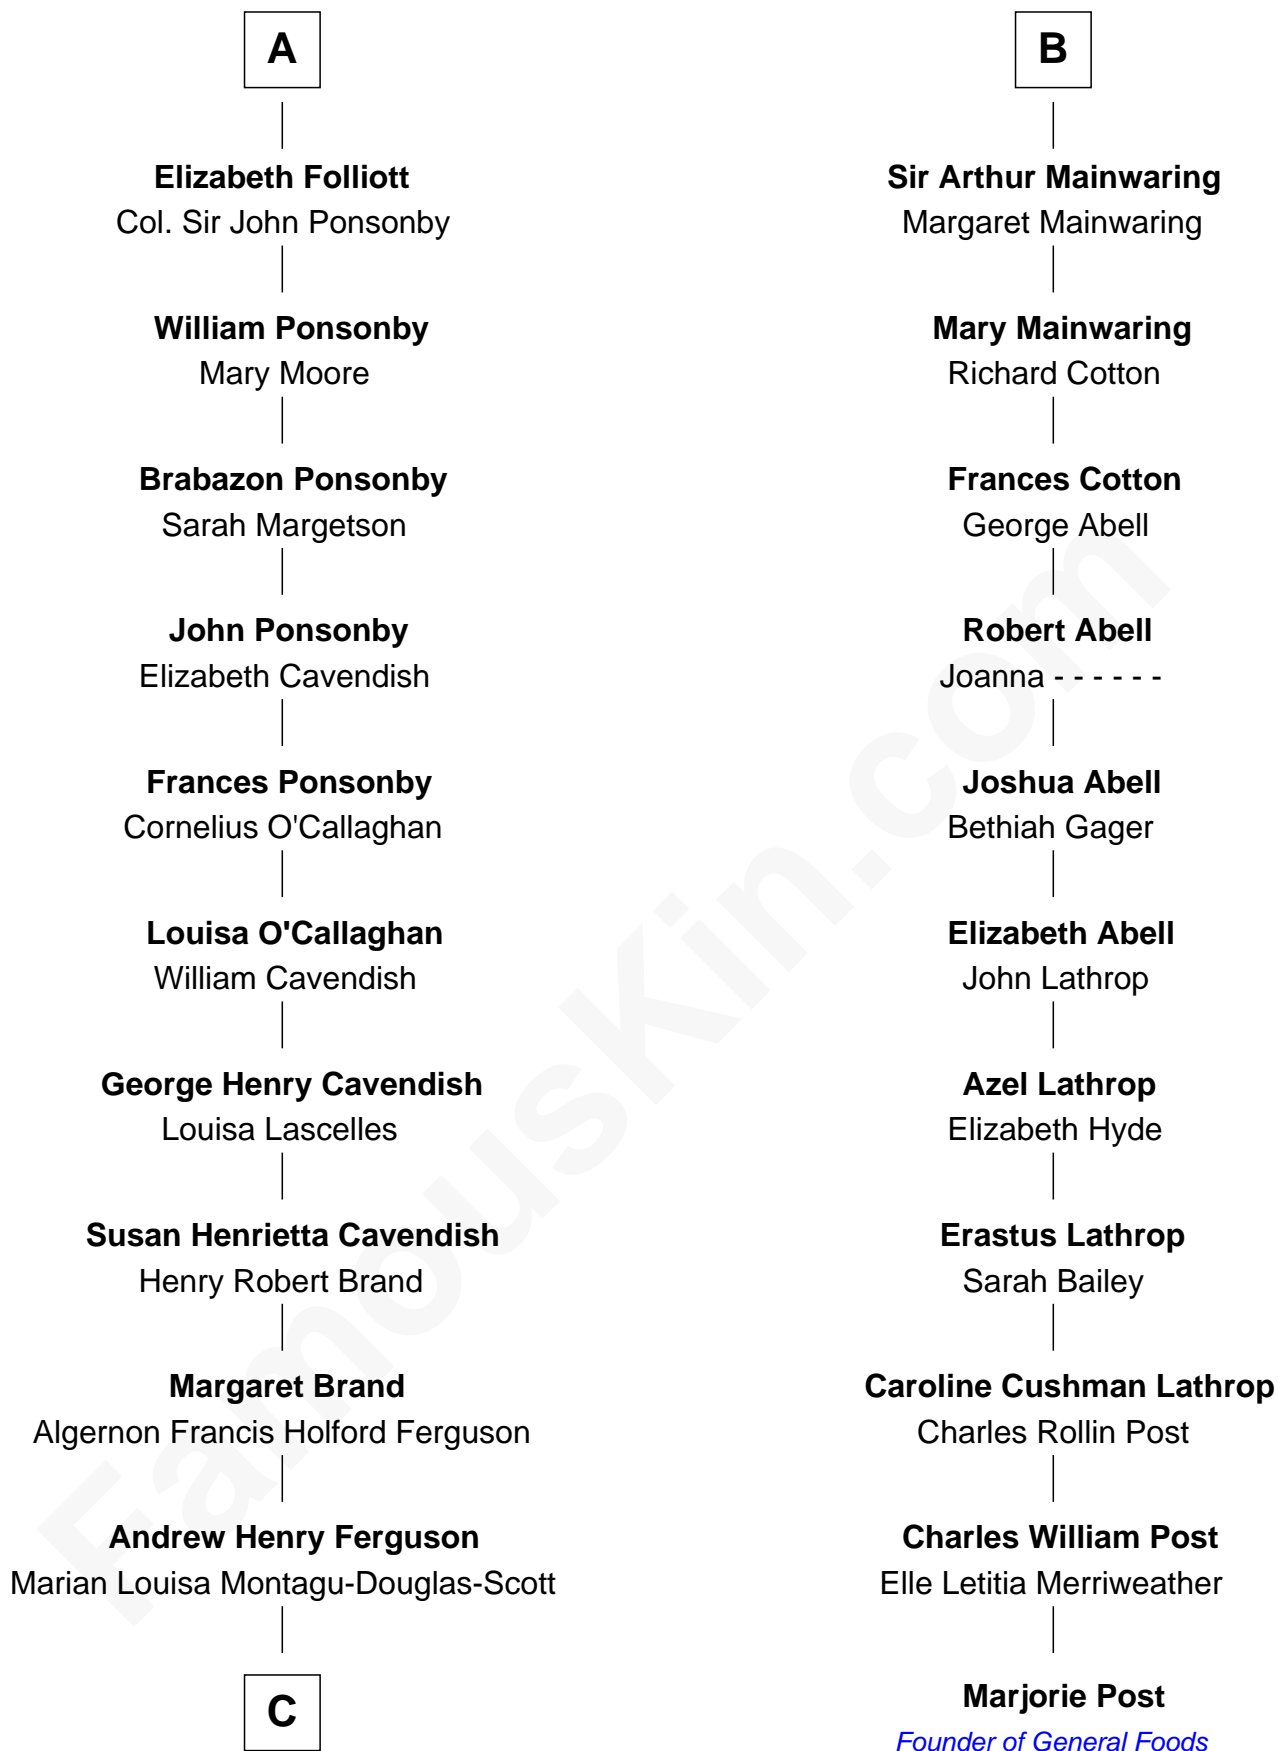 A
Elizabeth Folliott
Col. Sir John Ponsonby
William Ponsonby
Mary Moore
Brabazon Ponsonby
Sarah Margetson
John Ponsonby
Elizabeth Cavendish
Frances Ponsonby
Cornelius O'Callaghan
Louisa O'Callaghan
William Cavendish
George Henry Cavendish
Louisa Lascelles
Susan Henrietta Cavendish
Henry Robert Brand
Margaret Brand
Algernon Francis Holford Ferguson
Andrew Henry Ferguson
Marian Louisa Montagu-Douglas-Scott
C
B
Sir Arthur Mainwaring
Margaret Mainwaring
Mary Mainwaring
Richard Cotton
Frances Cotton
George Abell
Robert Abell
Joanna - - - - - -
Joshua Abell
Bethiah Gager
Elizabeth Abell
John Lathrop
Azel Lathrop
Elizabeth Hyde
Erastus Lathrop
Sarah Bailey
Caroline Cushman Lathrop
Charles Rollin Post
Charles William Post
Elle Letitia Merriweather
Marjorie Post
Founder of General Foods
FamousKin.com